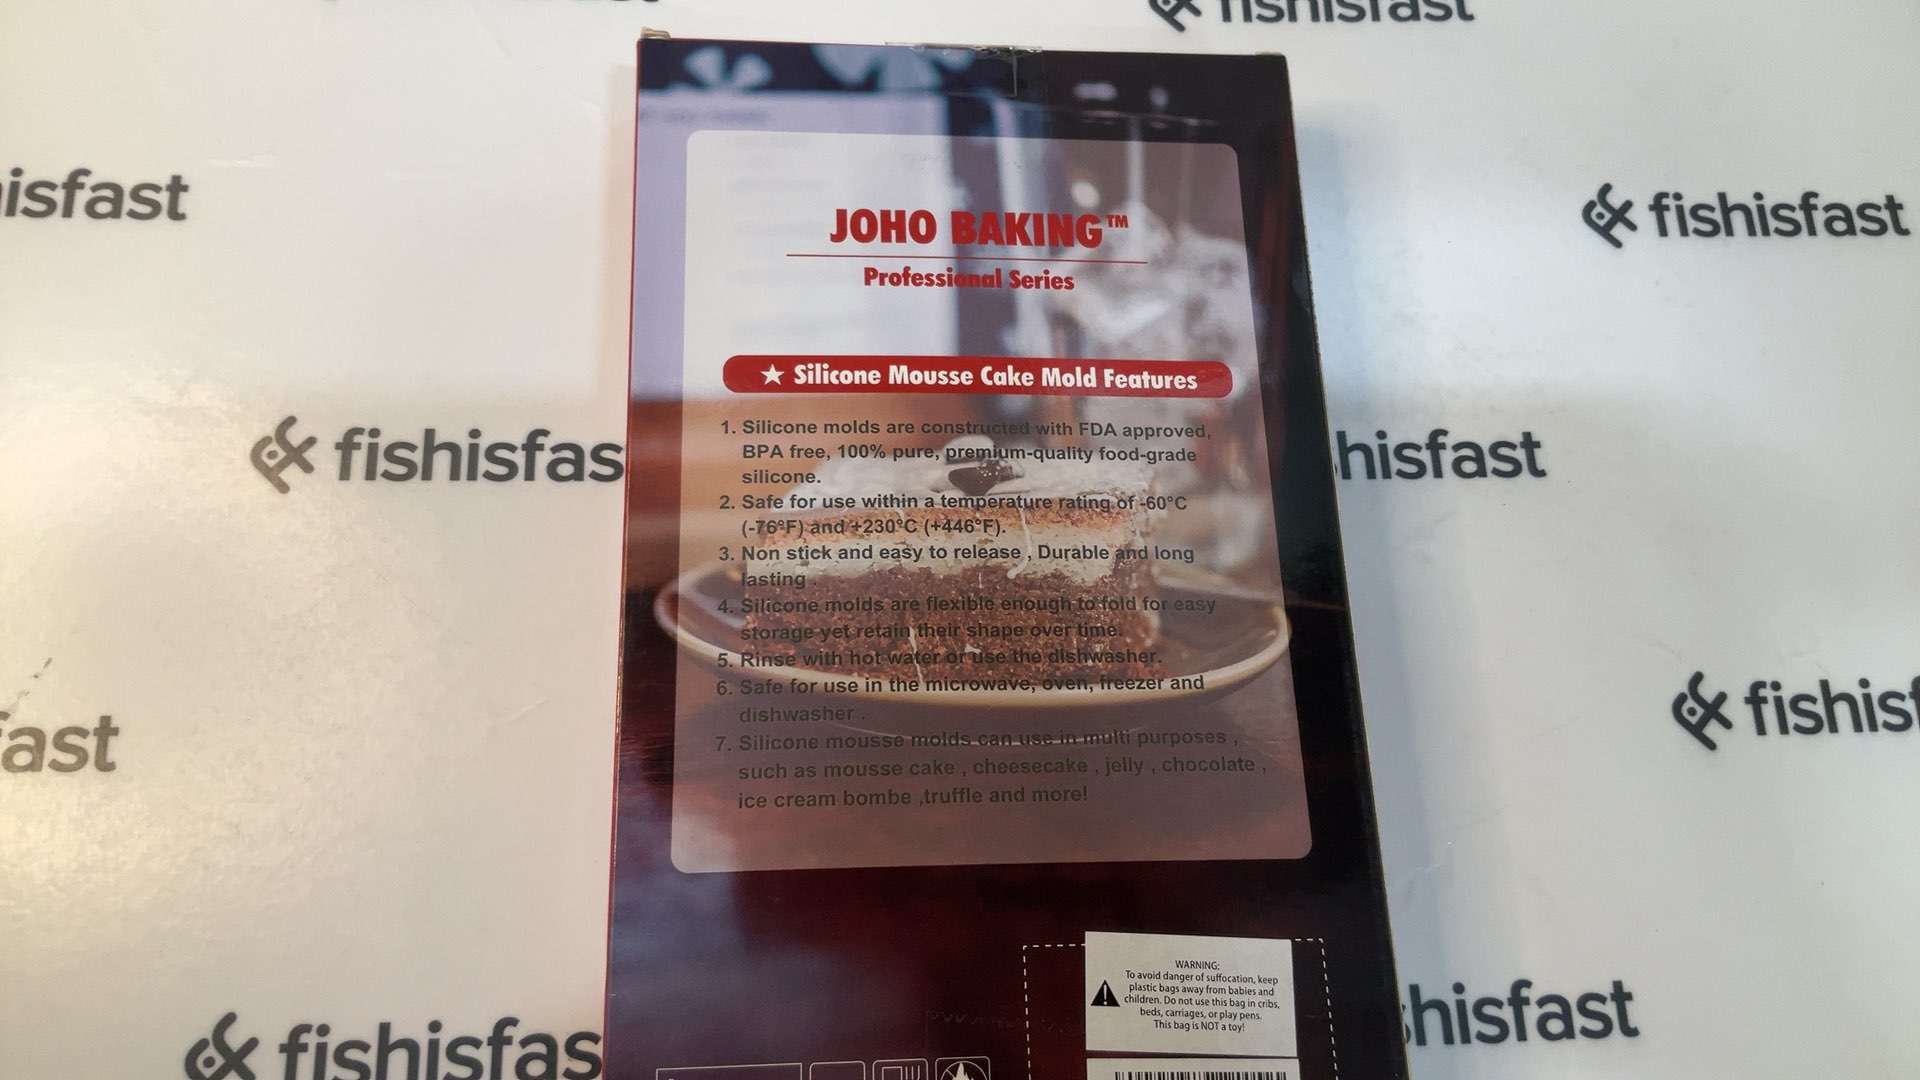 fishisfast
JOHO BAKING™
Professional Series
★ Silicone Mousse Cake Mold Features
1. Silicone molds are constructed with FDA approved,
BPA free, 100% pure, premium-quality food-grade
silicone.
2. Safe for use within a temperature rating of -60°C
(-76°F) and +230°C (+446°F).
3. Non stick and easy to release , Durable and long
lasting .
4. Silicone molds are flexible enough to fold for easy
storage yet retain their shape over time.
5. Rinse with hot water or use the dishwasher.
6. Safe for use in the microwave, oven, freezer and
dishwasher .
7. Silicone mousse molds can use in multi purposes ,
such as mousse cake , cheesecake , jelly , chocolate ,
ice cream bombe ,truffle and more!
WARNING:
To avoid danger of suffocation, keep
plastic bags away from babies and
children. Do not use this bag in cribs,
beds, carriages, or play pens.
This bag is NOT a toy!
isfast
fishisfast
fishisfas
hisfast
fast
fishisf
fishisfas
hisfast